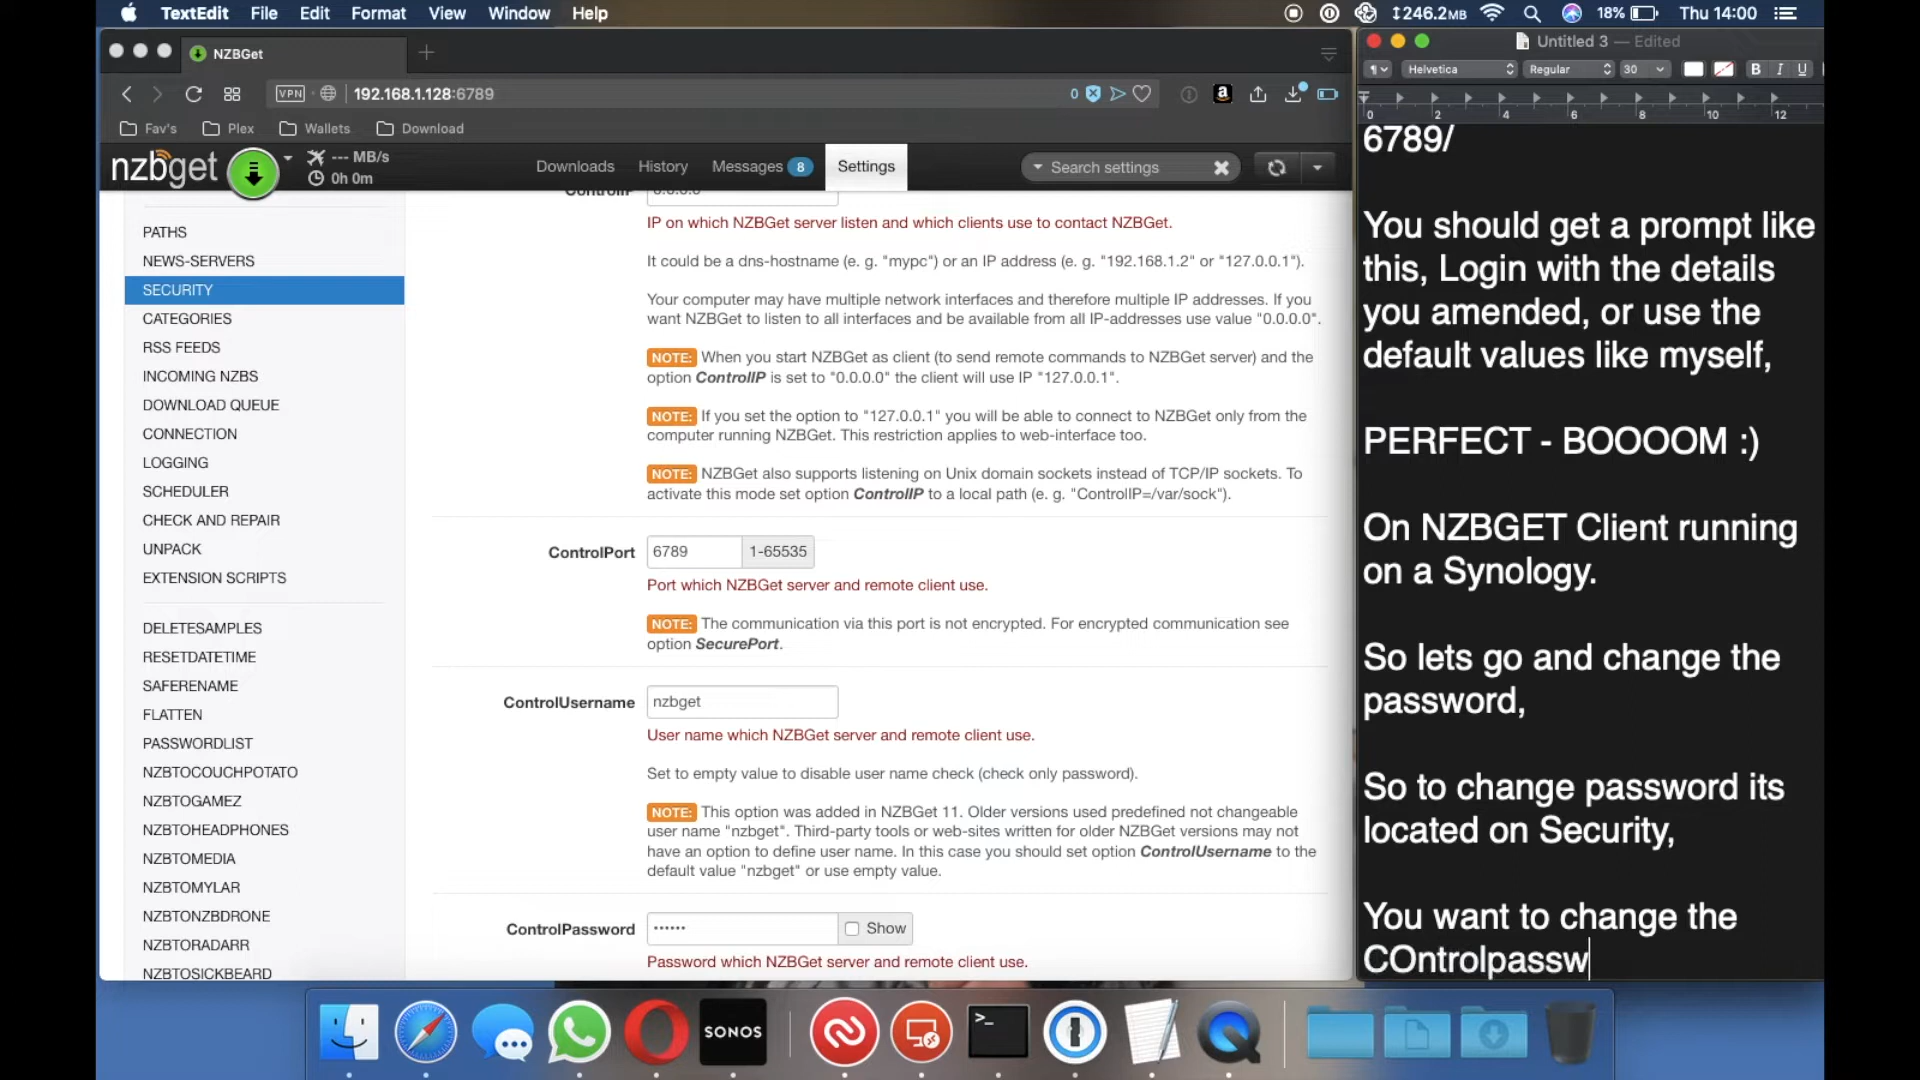 TextEdit File Edit Format View Window Help
246.2MB 18% Thu 14:00
NZBGet
VPN 192.168.1.128:6789 0
Fav's Plex Wallets Download
nzbget --- MB/s
0h 0m
Downloads History Messages 8 Settings Search settings
PATHS
NEWS-SERVERS
SECURITY
CATEGORIES
RSS FEEDS
INCOMING NZBS
DOWNLOAD QUEUE
CONNECTION
LOGGING
SCHEDULER
CHECK AND REPAIR
UNPACK
EXTENSION SCRIPTS
DELETESAMPLES
RESETDATETIME
SAFERENAME
FLATTEN
PASSWORDLIST
NZBTOCOUCHPOTATO
NZBTOGAMEZ
NZBTOHEADPHONES
NZBTOMEDIA
NZBTOMYLAR
NZBTONZBDRONE
NZBTORADARR
NZBTOSICKBEARD
ControlIP 0.0.0.0
IP on which NZBGet server listen and which clients use to contact NZBGet.
It could be a dns-hostname (e. g. "mypc") or an IP address (e. g. "192.168.1.2" or "127.0.0.1").
Your computer may have multiple network interfaces and therefore multiple IP addresses. If you
want NZBGet to listen to all interfaces and be available from all IP-addresses use value "0.0.0.0".
NOTE: When you start NZBGet as client (to send remote commands to NZBGet server) and the
option ControlIP is set to "0.0.0.0" the client will use IP "127.0.0.1".
NOTE: If you set the option to "127.0.0.1" you will be able to connect to NZBGet only from the
computer running NZBGet. This restriction applies to web-interface too.
NOTE: NZBGet also supports listening on Unix domain sockets instead of TCP/IP sockets. To
activate this mode set option ControlIP to a local path (e. g. "ControlIP=/var/sock").
ControlPort 6789 1-65535
Port which NZBGet server and remote client use.
NOTE: The communication via this port is not encrypted. For encrypted communication see
option SecurePort.
ControlUsername nzbget
User name which NZBGet server and remote client use.
Set to empty value to disable user name check (check only password).
NOTE: This option was added in NZBGet 11. Older versions used predefined not changeable
user name "nzbget". Third-party tools or web-sites written for older NZBGet versions may not
have an option to define user name. In this case you should set option ControlUsername to the
default value "nzbget" or use empty value.
ControlPassword •••••• Show
Password which NZBGet server and remote client use.
Untitled 3 — Edited
¶ Helvetica Regular 30 B I U
0 2 4 6 8 10 12
6789/
You should get a prompt like
this, Login with the details
you amended, or use the
default values like myself,
PERFECT - BOOOOM :)
On NZBGET Client running
on a Synology.
So lets go and change the
password,
So to change password its
located on Security,
You want to change the
COntrolpassw
SONOS